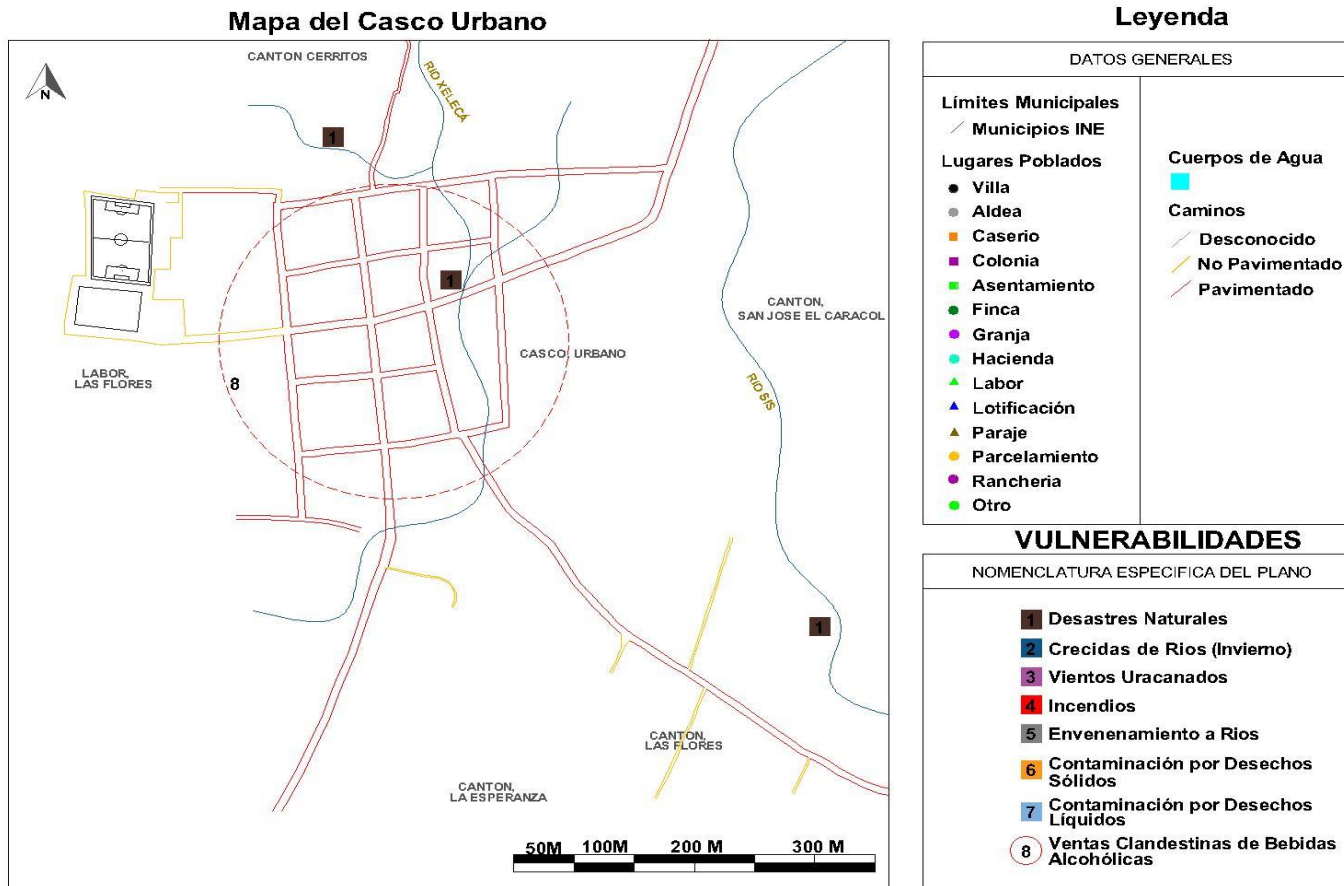 Mapa del Casco Urbano
CANTON CERRITOS
N
RIO XELECÁ
1
1
CANTON,
SAN JOSE EL CARACOL
CASCO, URBANO
LABOR,
LAS FLORES
8
RIO SIS
1
CANTON,
LAS FLORES
CANTON,
LA ESPERANZA
50M 100M 200 M 300 M
Leyenda
DATOS GENERALES
Límites Municipales
Municipios INE
Lugares Poblados
Villa
Aldea
Caserio
Colonia
Asentamiento
Finca
Granja
Hacienda
Labor
Lotificación
Paraje
Parcelamiento
Rancheria
Otro
Cuerpos de Agua
Caminos
Desconocido
No Pavimentado
Pavimentado
VULNERABILIDADES
NOMENCLATURA ESPECIFICA DEL PLANO
1 Desastres Naturales
2 Crecidas de Rios (Invierno)
3 Vientos Uracanados
4 Incendios
5 Envenenamiento a Rios
6 Contaminación por Desechos
Sólidos
7 Contaminación por Desechos
Líquidos
8 Ventas Clandestinas de Bebidas
Alcohólicas